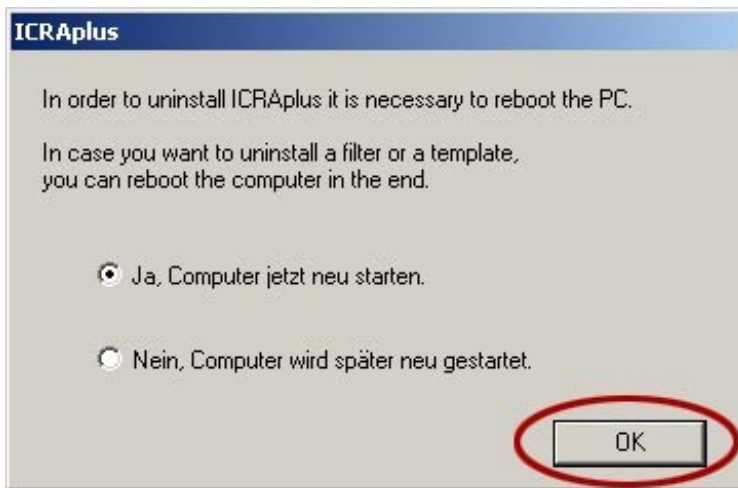 ICRAplus
In order to uninstall ICRAplus it is necessary to reboot the PC.
In case you want to uninstall a filter or a template,
you can reboot the computer in the end.
Ja, Computer jetzt neu starten.
Nein, Computer wird später neu gestartet.
OK